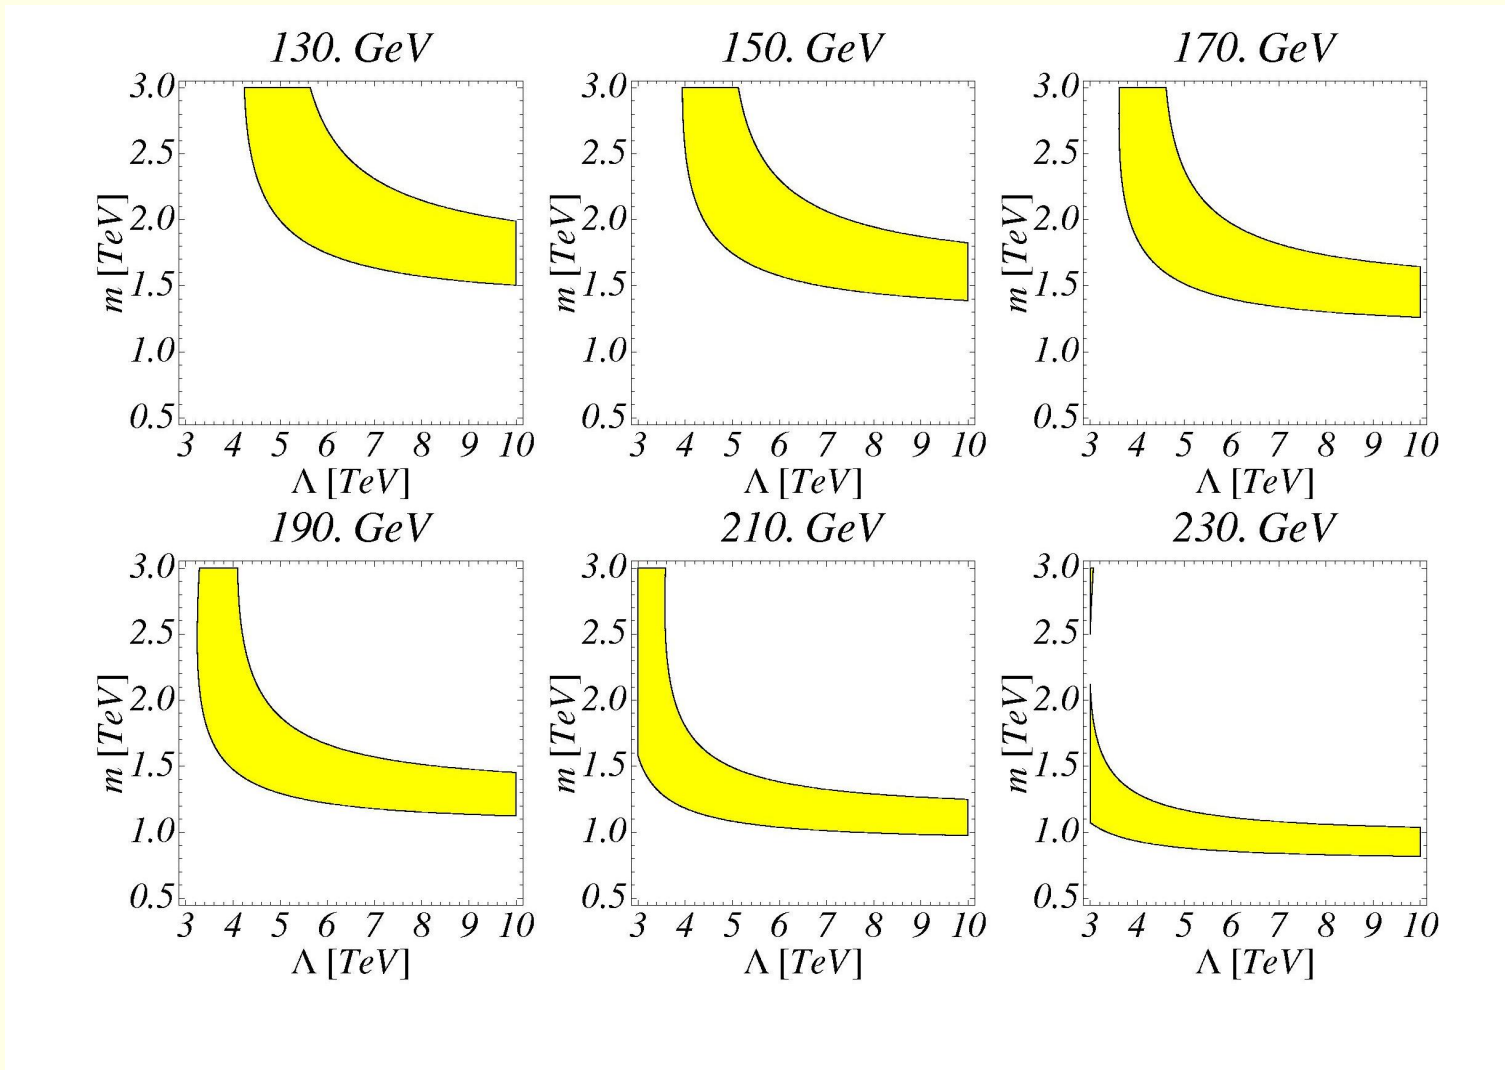 130. GeV 150. GeV 170. GeV
3.0 3.0 3.0
2.5 2.5 2.5
2.0 2.0 2.0
1.5 1.5 1.5
1.0 1.0 1.0
0.5 0.5 0.5
m [TeV] m [TeV] m [TeV]
3 4 5 6 7 8 9 10 3 4 5 6 7 8 9 10 3 4 5 6 7 8 9 10
Λ [TeV] Λ [TeV] Λ [TeV]
190. GeV 210. GeV 230. GeV
3.0 3.0 3.0
2.5 2.5 2.5
2.0 2.0 2.0
1.5 1.5 1.5
1.0 1.0 1.0
0.5 0.5 0.5
m [TeV] m [TeV] m [TeV]
3 4 5 6 7 8 9 10 3 4 5 6 7 8 9 10 3 4 5 6 7 8 9 10
Λ [TeV] Λ [TeV] Λ [TeV]